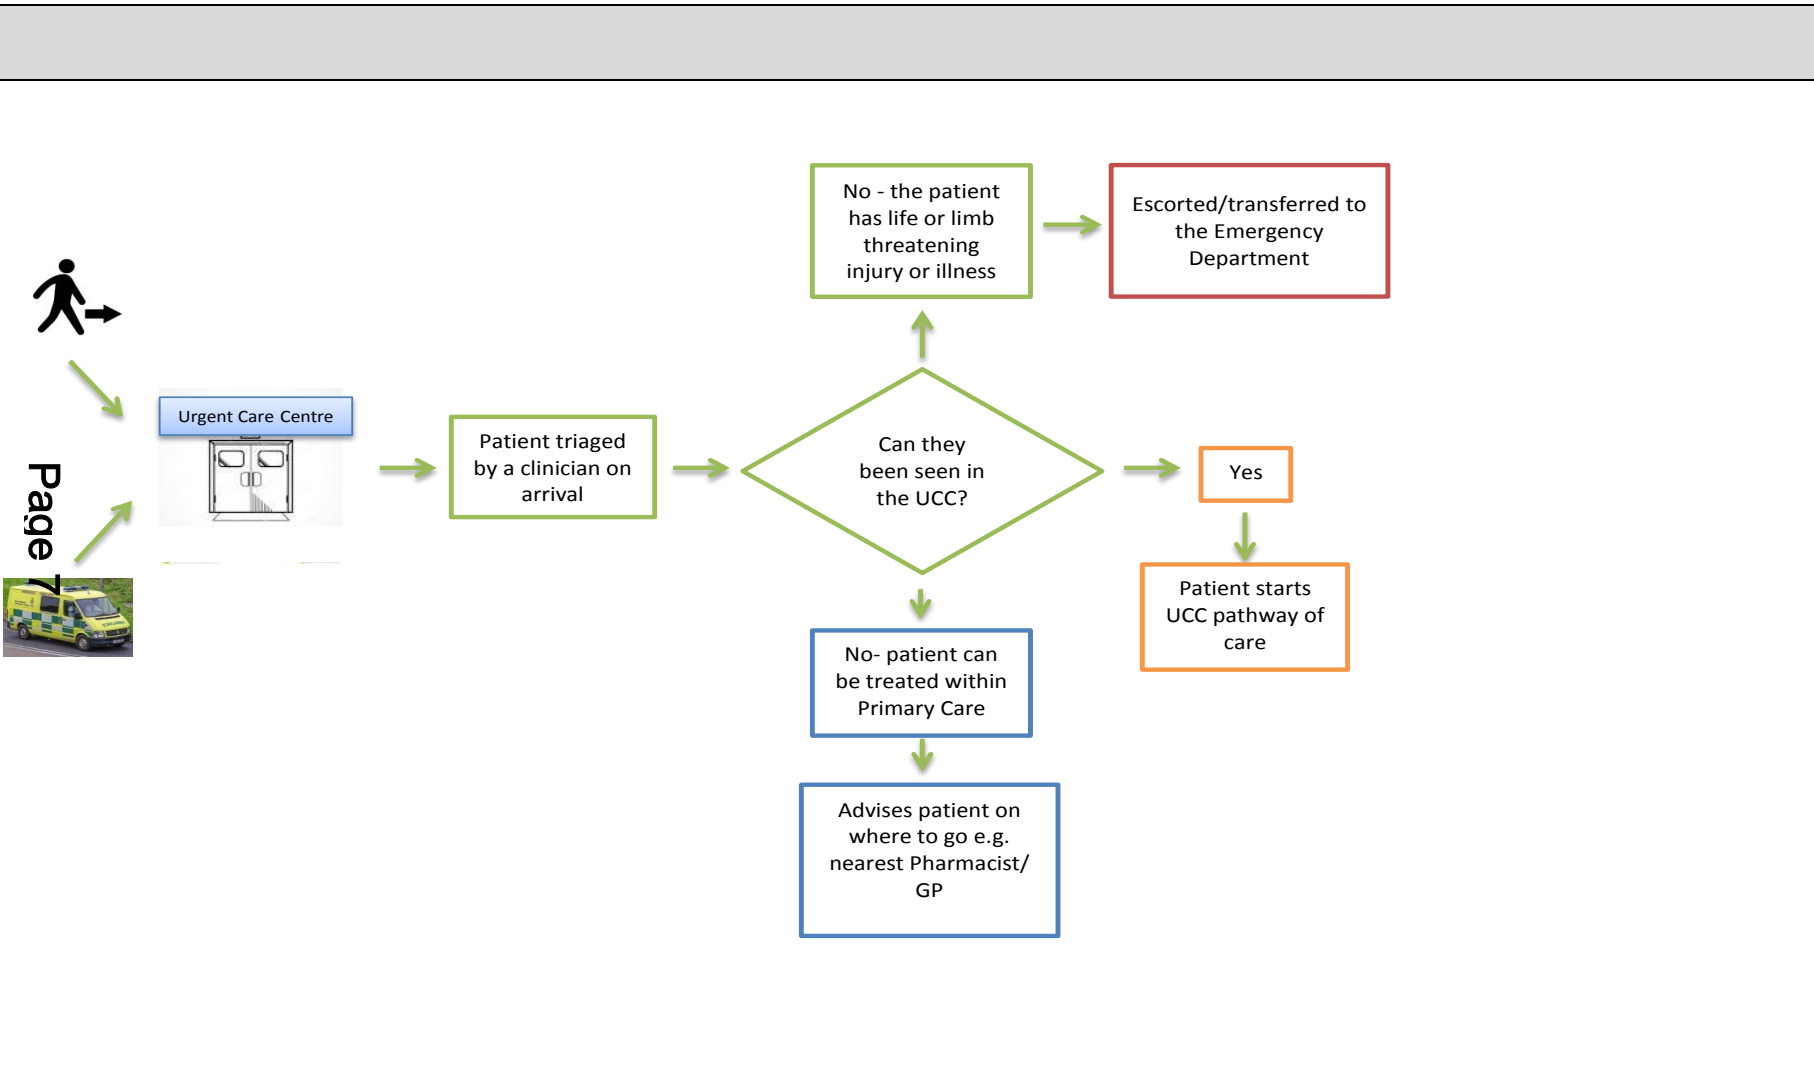 No - the patient
has life or limb
threatening
injury or illness
Escorted/transferred to
the Emergency
Department
Urgent Care Centre
Patient triaged
by a clinician on
arrival
Can they
been seen in
the UCC?
Yes
Patient starts
UCC pathway of
care
No- patient can
be treated within
Primary Care
Advises patient on
where to go e.g.
nearest Pharmacist/
GP
Page 7